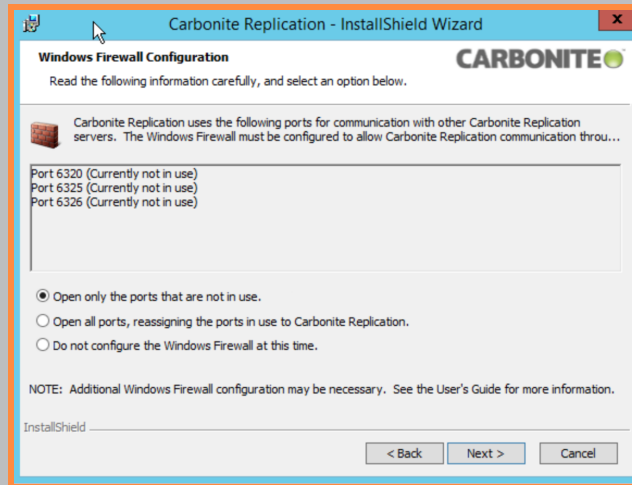 Carbonite Replication - InstallShield Wizard
x
Windows Firewall Configuration
CARBONITE
Read the following information carefully, and select an option below.
Carbonite Replication uses the following ports for communication with other Carbonite Replication
servers. The Windows Firewall must be configured to allow Carbonite Replication communication throu...
Port 6320 (Currently not in use)
Port 6325 (Currently not in use)
Port 6326 (Currently not in use)
Open only the ports that are not in use.
Open all ports, reassigning the ports in use to Carbonite Replication.
Do not configure the Windows Firewall at this time.
NOTE: Additional Windows Firewall configuration may be necessary. See the User's Guide for more information.
InstallShield
< Back Next > Cancel